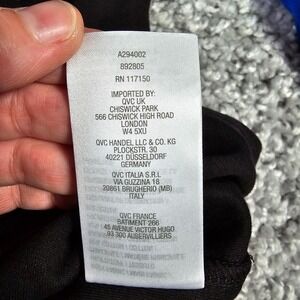 A294002
892805
RN 117150
IMPORTED BY:
QVC UK
CHISWICK PARK
566 CHISWICK HIGH ROAD
LONDON
W4 5XU
QVC HANDEL LLC & CO. KG
PLOCKSTR. 30
40221 DÜSSELDORF
GERMANY
QVC ITALIA S.R.L
VIA GUZZINA 18
20861 BRUGHERIO (MB)
ITALY
QVC FRANCE
BATIMENT 266
45 AVENUE VICTOR HUGO
93 300 AUBERVILLIERS